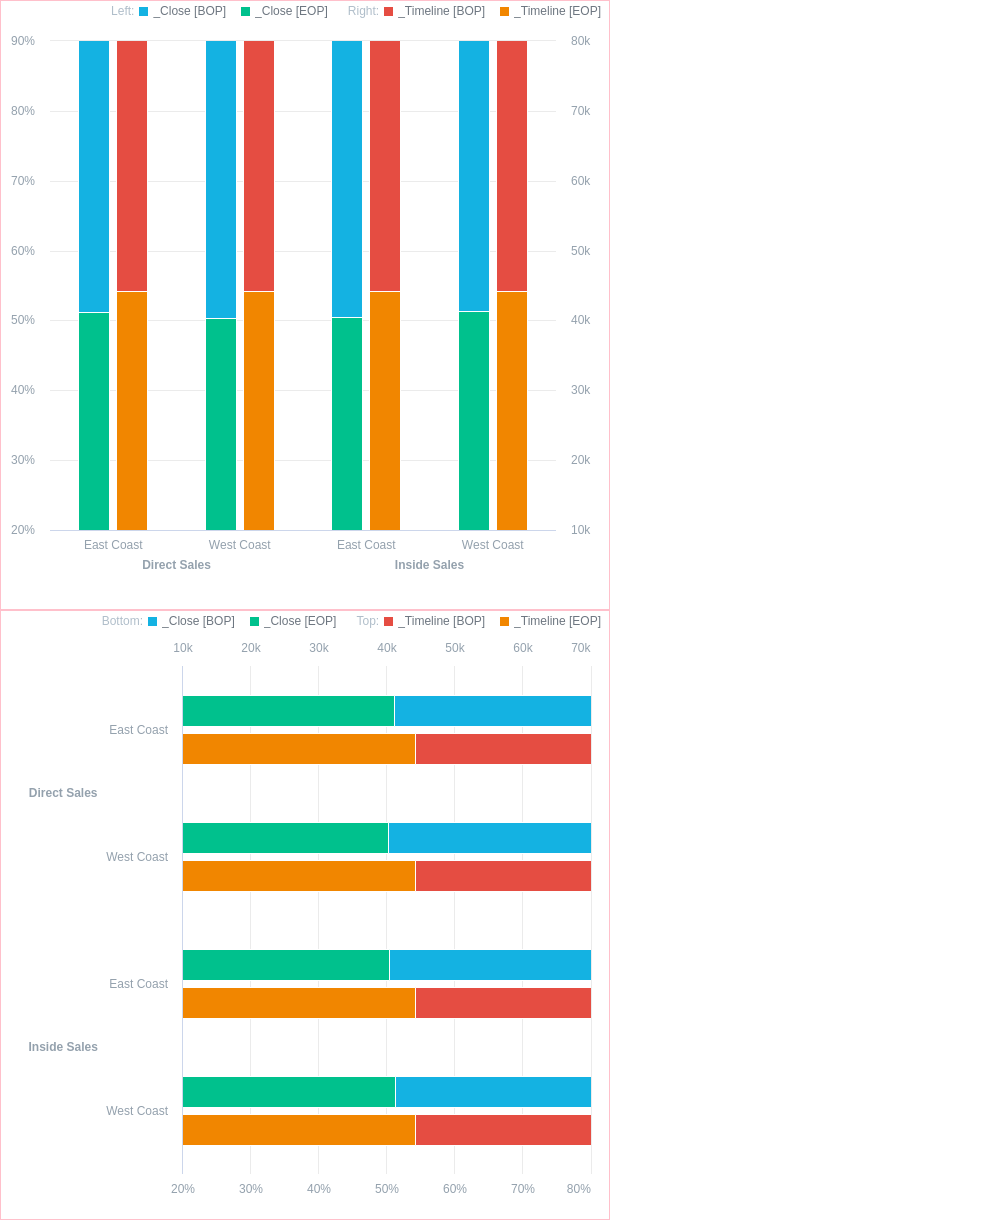 Left: _Close [BOP] _Close [EOP] Right: _Timeline [BOP] _Timeline [EOP]
90% 80k
80% 70k
70% 60k
60% 50k
50% 40k
40% 30k
30% 20k
20% 10k
East Coast West Coast East Coast West Coast
Direct Sales Inside Sales
Bottom: _Close [BOP] _Close [EOP] Top: _Timeline [BOP] _Timeline [EOP]
10k 20k 30k 40k 50k 60k 70k
East Coast
Direct Sales
West Coast
East Coast
Inside Sales
West Coast
20% 30% 40% 50% 60% 70% 80%